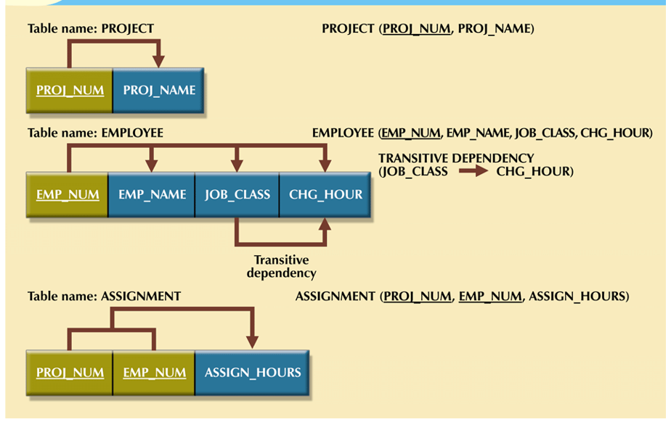 Table name: PROJECT
PROJECT (PROJ_NUM, PROJ_NAME)
PROJ_NUM
PROJ_NAME
Table name: EMPLOYEE
EMPLOYEE (EMP_NUM, EMP_NAME, JOB_CLASS, CHG_HOUR)
TRANSITIVE DEPENDENCY
(JOB_CLASS → CHG_HOUR)
EMP_NUM
EMP_NAME
JOB_CLASS
CHG_HOUR
Transitive
dependency
Table name: ASSIGNMENT
ASSIGNMENT (PROJ_NUM, EMP_NUM, ASSIGN_HOURS)
PROJ_NUM
EMP_NUM
ASSIGN_HOURS